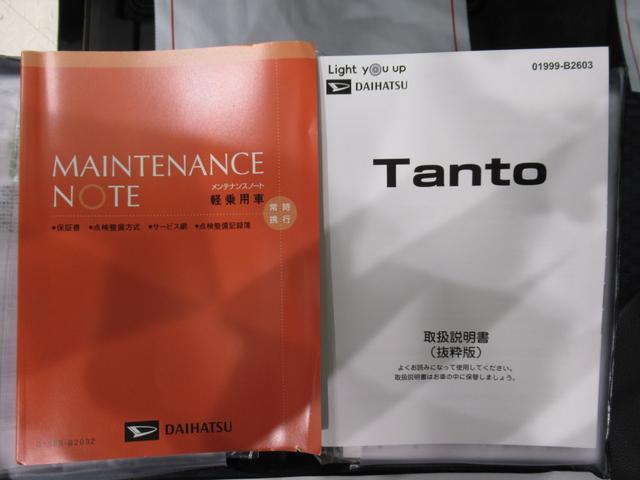 MAINTENANCE
NOTE
メンテナンスノート
軽乗用車
常時
携行
•保証書 •点検整備方式 •サービス網 •点検整備記録簿
DAIHATSU
Light you up
DAIHATSU
01999-B2603
Tanto
取扱説明書
（抜粋版）
よくお読みになって使用してください。
取扱説明書はお車の中に保管しましょう。